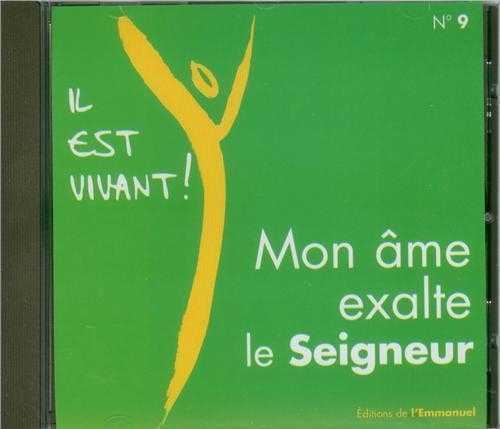 N° 9
IL
EST
VIVANT!
Mon âme
exalte
le Seigneur
Éditions de l'Emmanuel